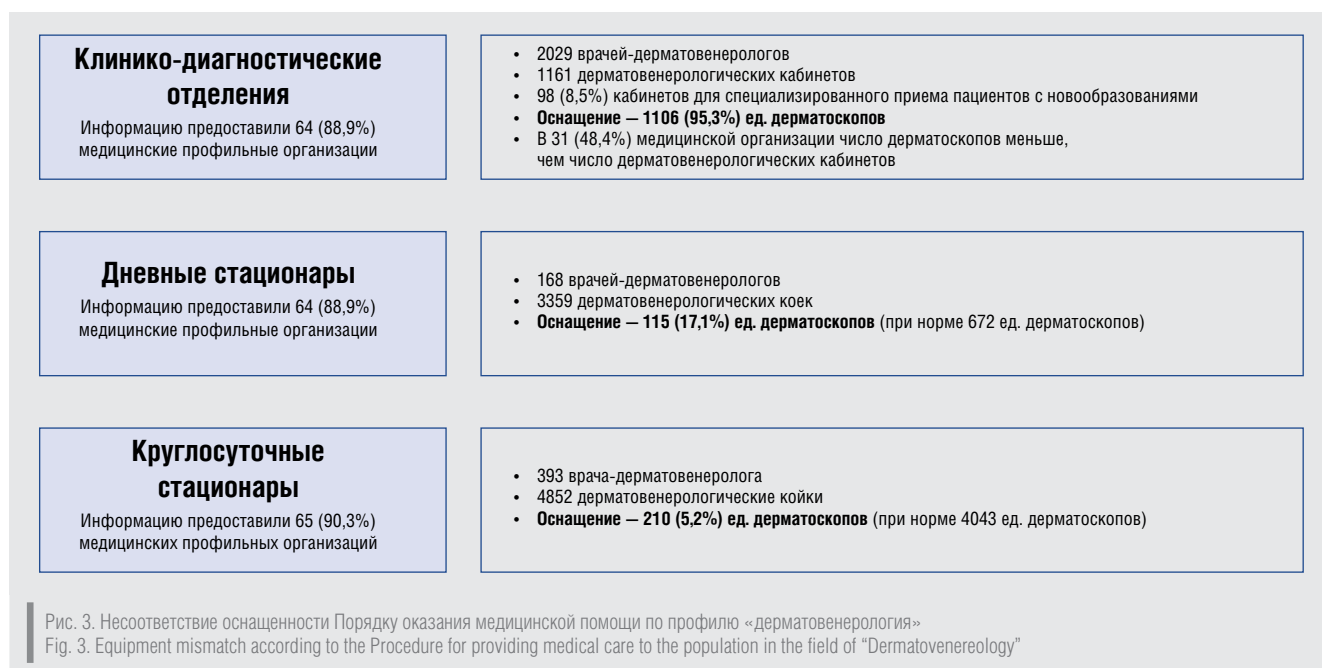 Клинико-диагностические
отделения
Информацию предоставили 64 (88,9%)
медицинские профильные организации
• 2029 врачей-дерматовенерологов
• 1161 дерматовенерологических кабинетов
• 98 (8,5%) кабинетов для специализированного приема пациентов с новообразованиями
• Оснащение — 1106 (95,3%) ед. дерматоскопов
• В 31 (48,4%) медицинской организации число дерматоскопов меньше,
чем число дерматовенерологических кабинетов
Дневные стационары
Информацию предоставили 64 (88,9%)
медицинские профильные организации
• 168 врачей-дерматовенерологов
• 3359 дерматовенерологических коек
• Оснащение — 115 (17,1%) ед. дерматоскопов (при норме 672 ед. дерматоскопов)
Круглосуточные
стационары
Информацию предоставили 65 (90,3%)
медицинских профильных организаций
• 393 врача-дерматовенеролога
• 4852 дерматовенерологические койки
• Оснащение — 210 (5,2%) ед. дерматоскопов (при норме 4043 ед. дерматоскопов)
Рис. 3. Несоответствие оснащенности Порядку оказания медицинской помощи по профилю «дерматовенерология»
Fig. 3. Equipment mismatch according to the Procedure for providing medical care to the population in the field of “Dermatovenereology”